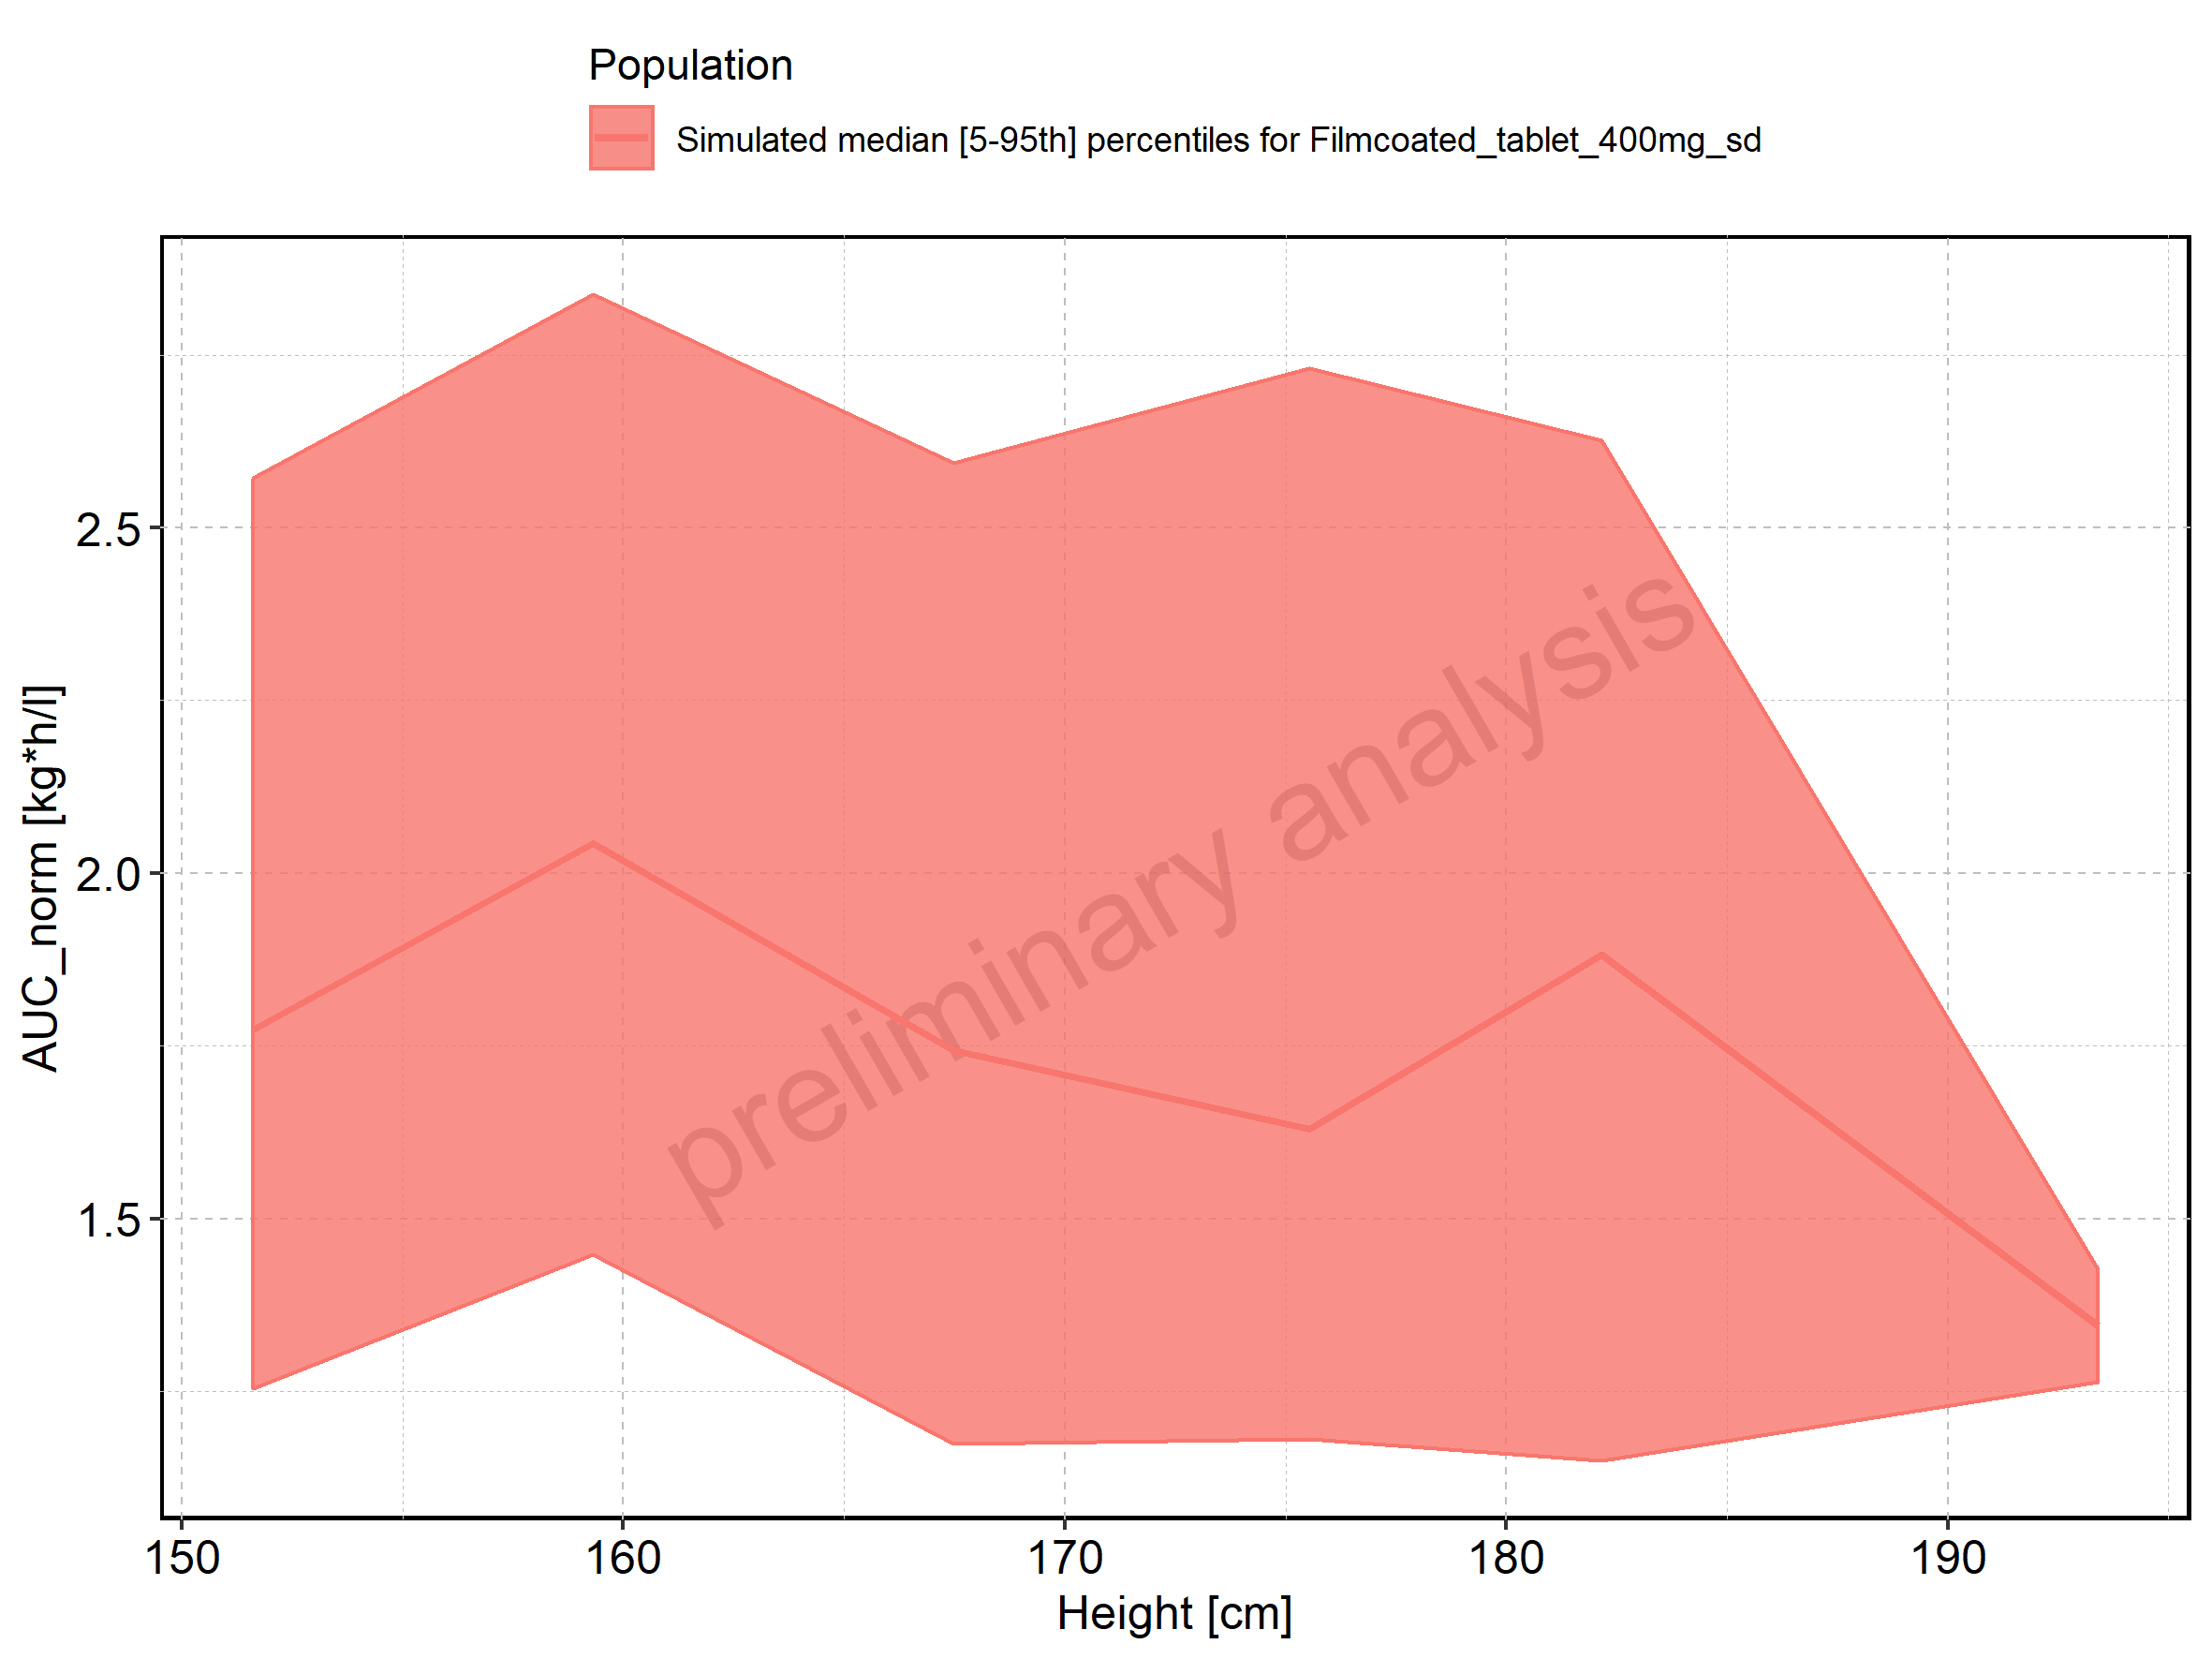 Population
Simulated median [5-95th] percentiles for Filmcoated_tablet_400mg_sd
AUC_norm [kg*h/l]
2.5
2.0
1.5
preliminary analysis
150 160 170 180 190
Height [cm]